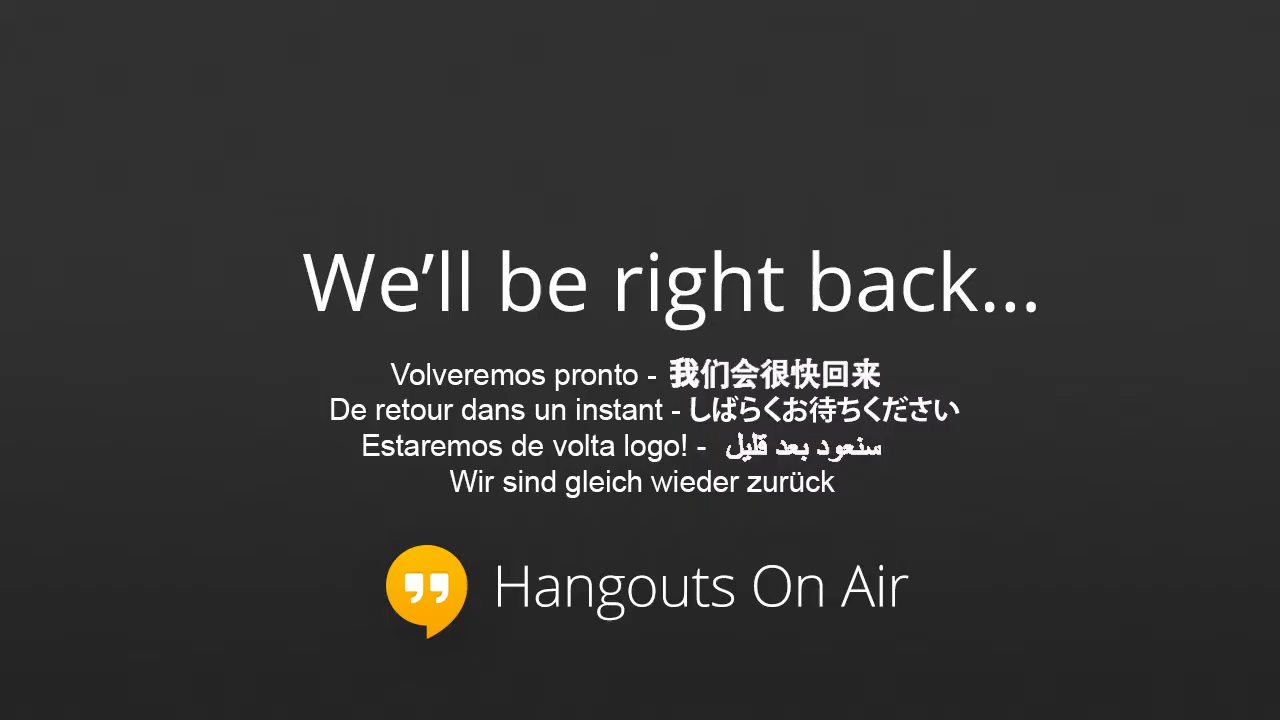 We'll be right back...
Volveremos pronto - 我们会很快回来
De retour dans un instant - しばらくお待ちください
Estaremos de volta logo! - سنعود بعد قليل
Wir sind gleich wieder zurück
Hangouts On Air